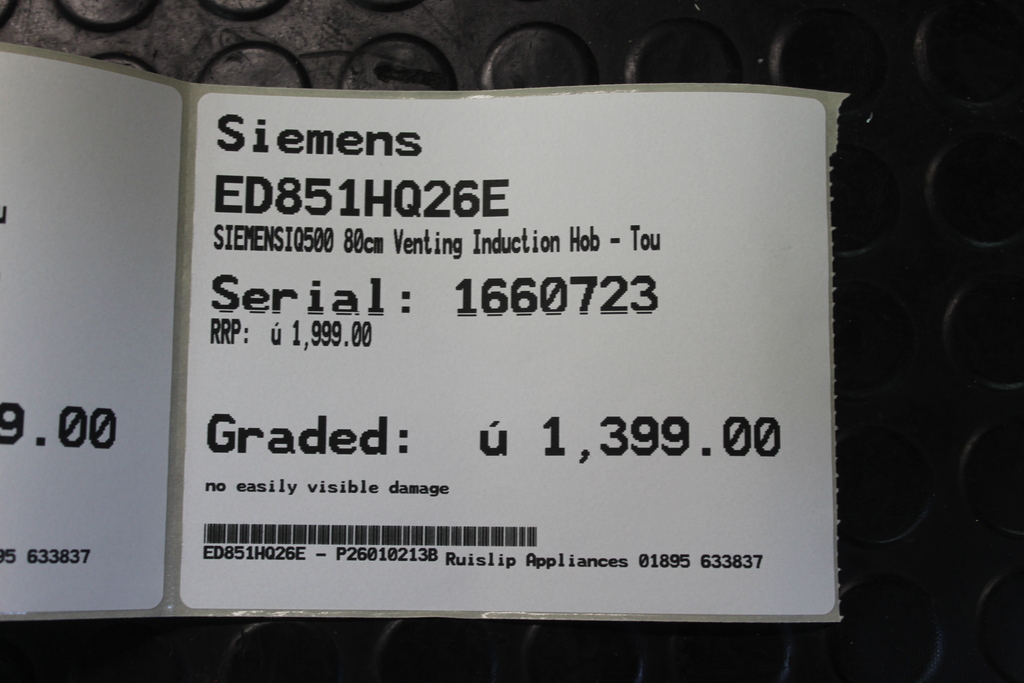 9.00
95 633837
Siemens
ED851HQ26E
SIEMENSIQ500 80cm Venting Induction Hob - Tou
Serial: 1660723
RRP: ú 1,999.00
Graded: ú 1,399.00
no easily visible damage
ED851HQ26E - P26010213B Ruislip Appliances 01895 633837